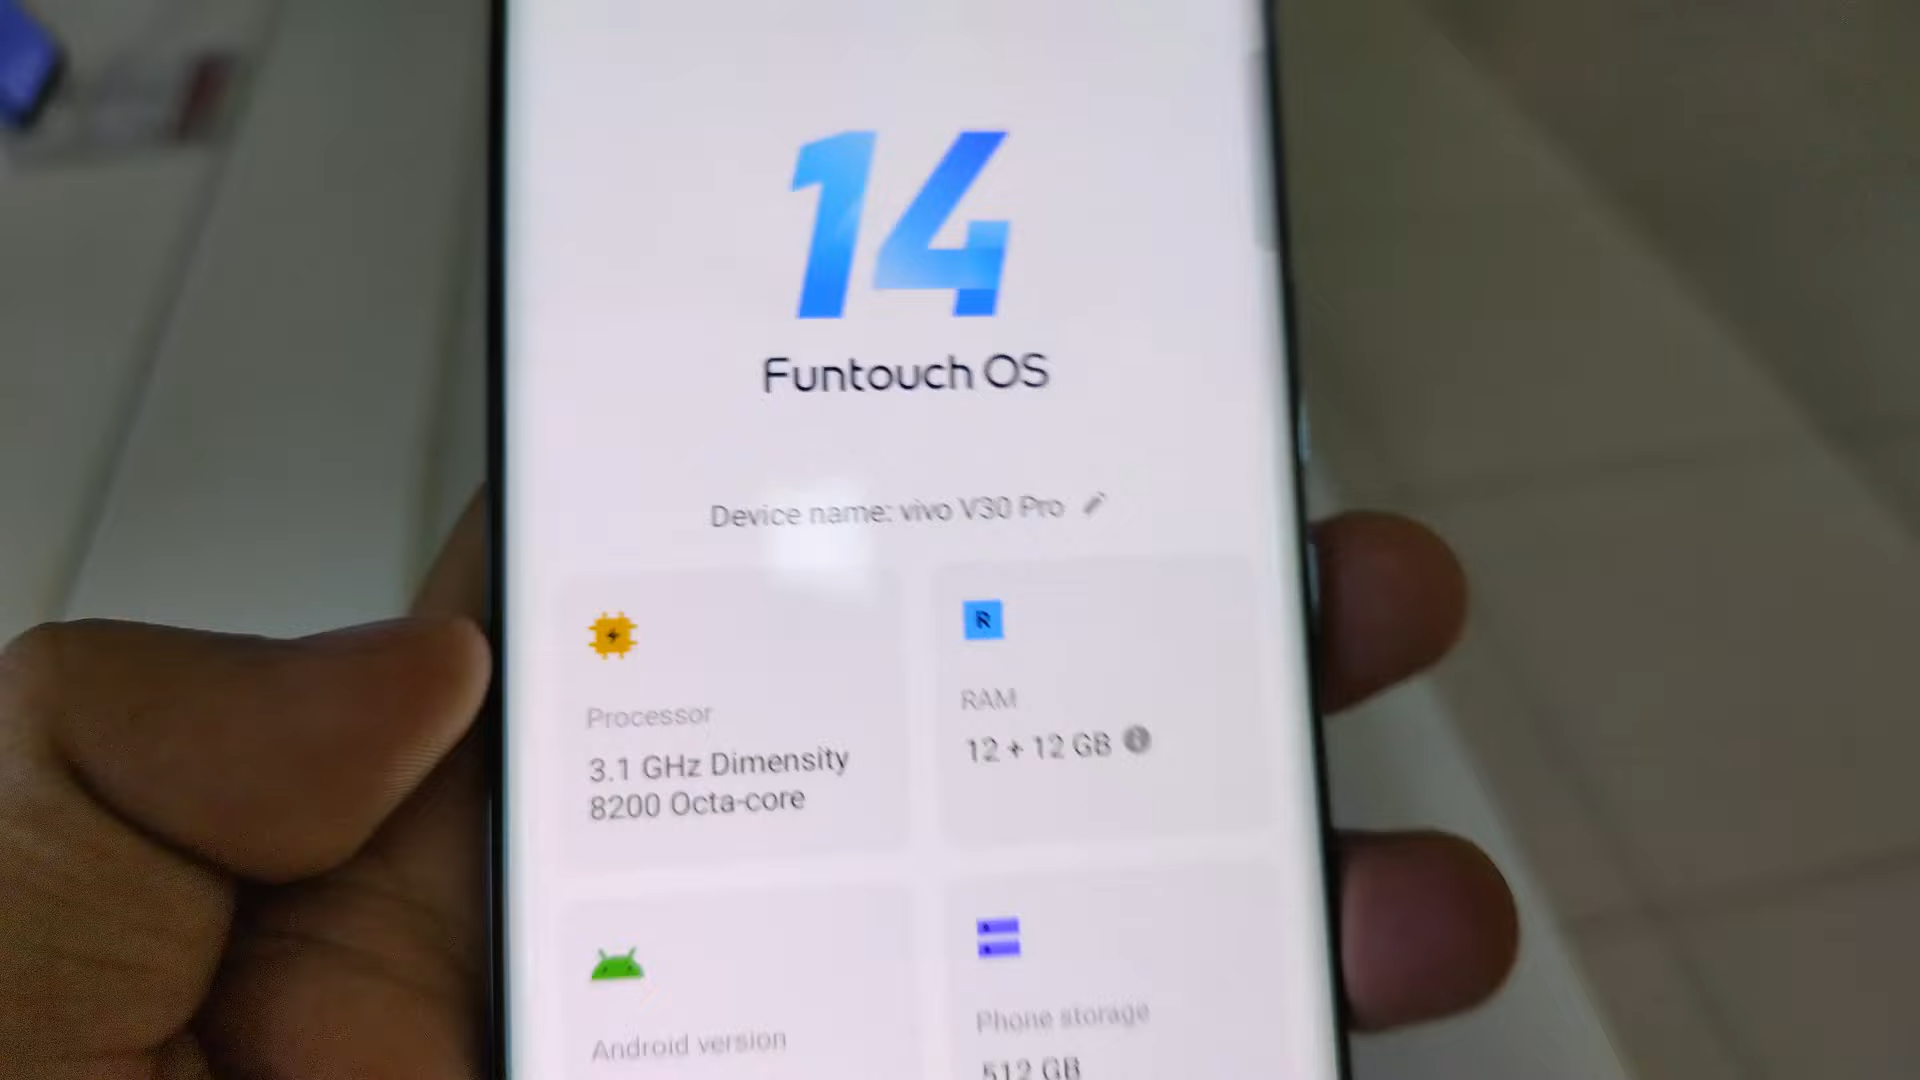 14
Funtouch OS
Device name: vivo V30 Pro
R
Processor
3.1 GHz Dimensity
8200 Octa-core
RAM
12 + 12 GB
Android version
Phone storage
512 GB